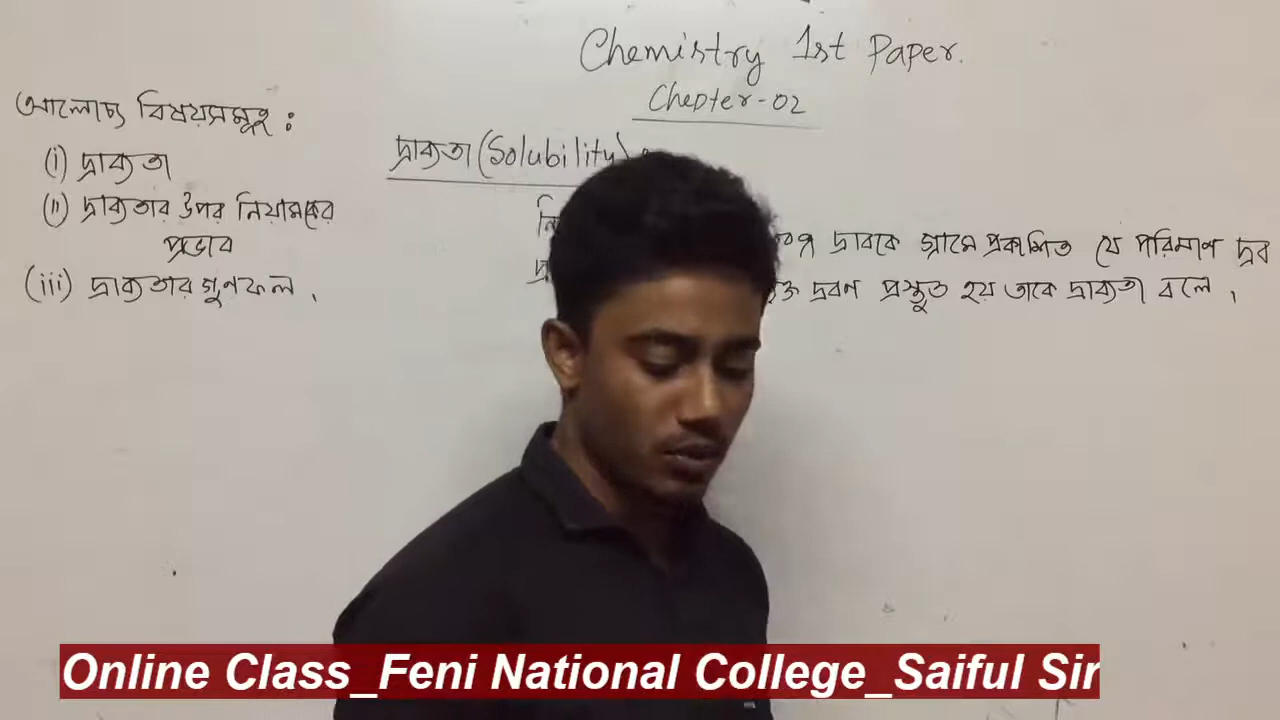 Chemistry 1st Paper.
Chepter-02
আলোচ্য বিষয়সমূহ :
(i) দ্রাব্যতা
(ii) দ্রাব্যতার উপর নিয়ামকের
প্রভাব
(iii) দ্রাব্যতার গুণফল ।
দ্রাব্যতা (Solubility)
দ্রাবকে গ্রামে প্রকাশিত যে পরিমাণ দ্রব
দ্রবণ প্রস্তুত হয় তাকে দ্রাব্যতা বলে ।
Online Class_Feni National College_Saiful Sir